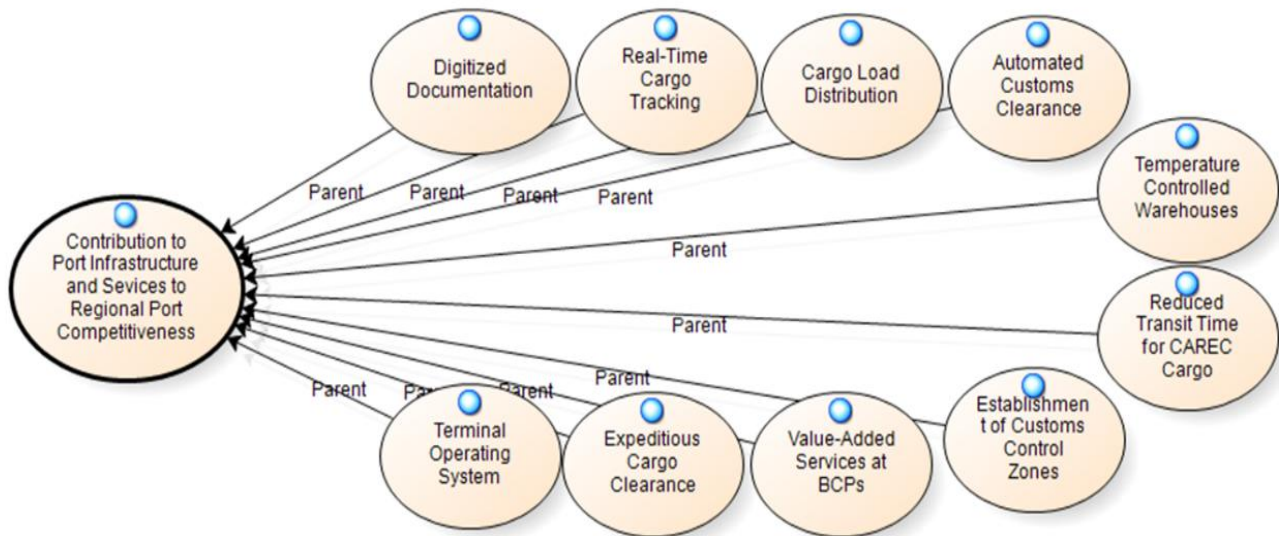 Digitized
Documentation
Real-Time
Cargo
Tracking
Cargo Load
Distribution
Automated
Customs
Clearance
Temperature
Controlled
Warehouses
Parent
Parent
Parent
Parent
Parent
Contribution to
Port Infrastructure
and Sevices to
Regional Port
Competitiveness
Reduced
Transit Time
for CAREC
Cargo
Parent
Parent
Parent
Parent
Terminal
Operating
System
Expeditious
Cargo
Clearance
Value-Added
Services at
BCPs
Establishmen
t of Customs
Control
Zones